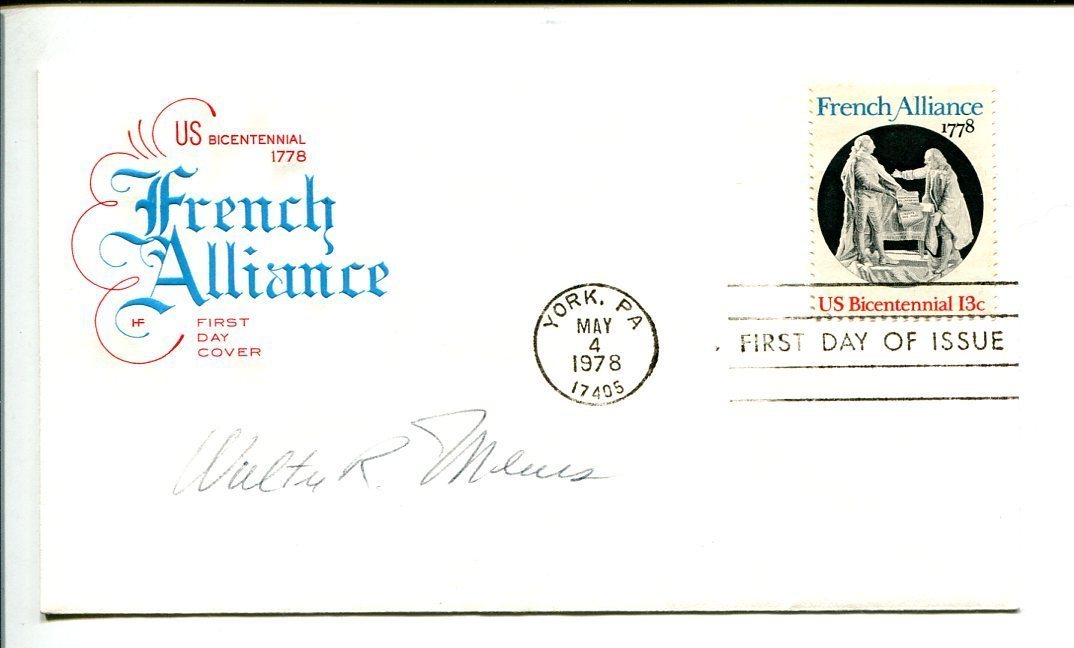 US BICENTENNIAL
1778
French
Alliance
HF
FIRST
DAY
COVER
French Alliance
1778
US Bicentennial 13c
YORK, PA
MAY
4
1978
17405
FIRST DAY OF ISSUE
Walter R. Mears